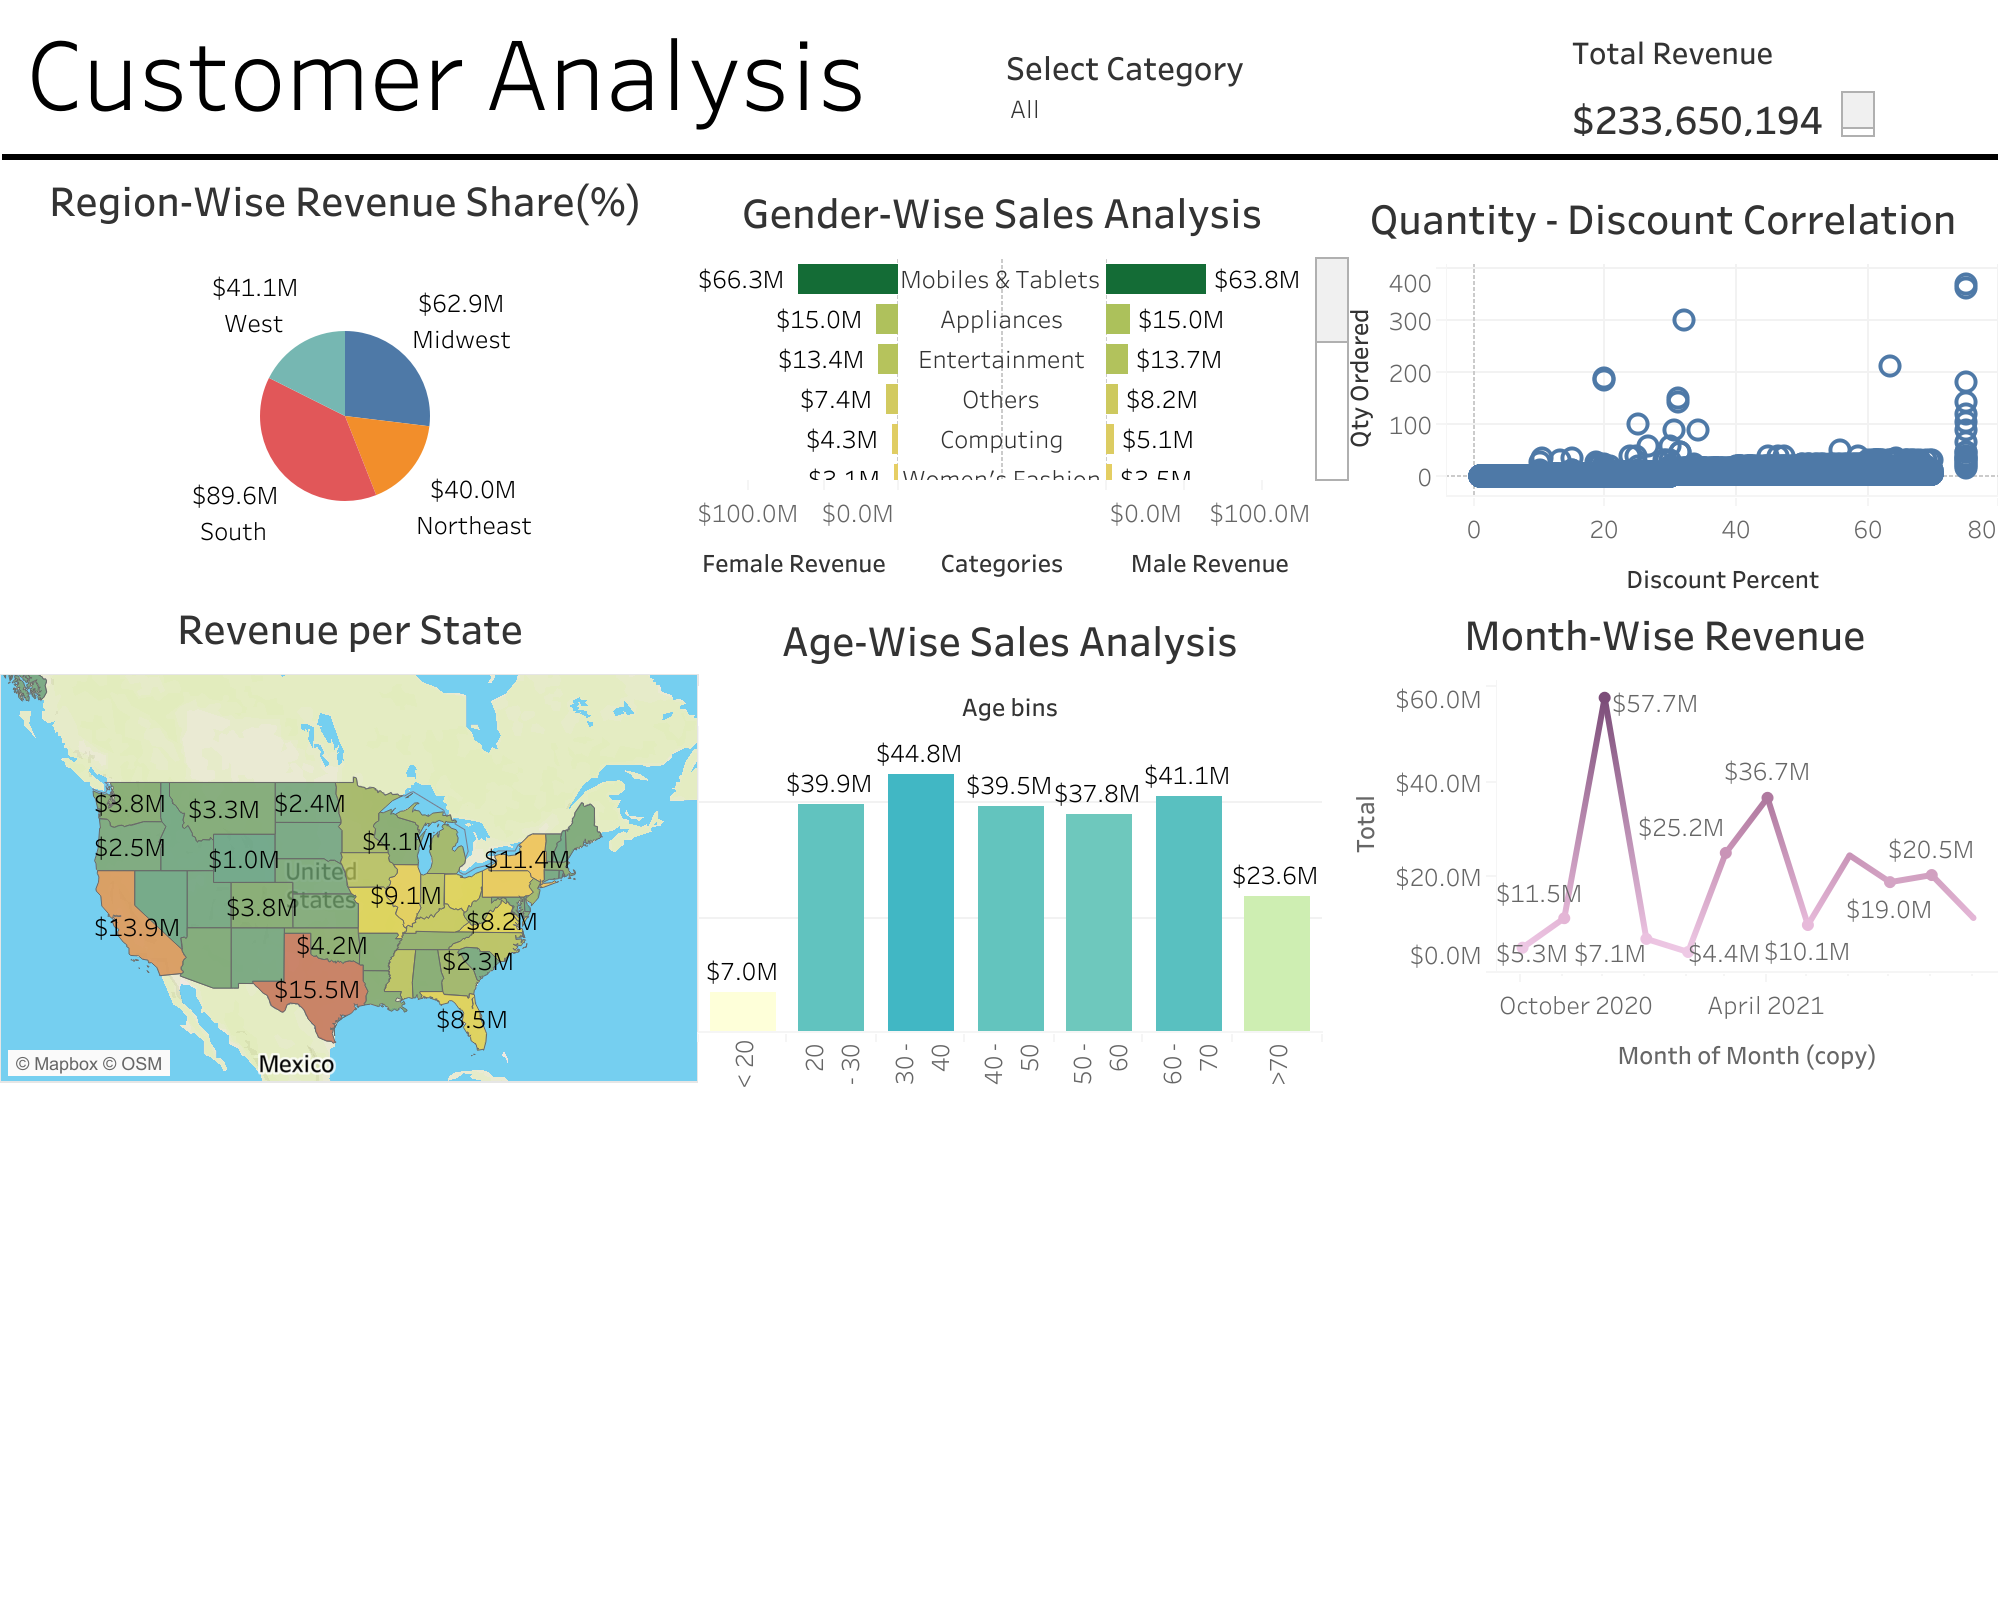 Customer Analysis
Select Category
All
Total Revenue
$233,650,194
Region-Wise Revenue Share(%)
$41.1M
West
$62.9M
Midwest
$89.6M
South
$40.0M
Northeast
Gender-Wise Sales Analysis
$66.3M Mobiles & Tablets $63.8M
$15.0M Appliances $15.0M
$13.4M Entertainment $13.7M
$7.4M Others $8.2M
$4.3M Computing $5.1M
$3.1M Women's Fashion $3.5M
$100.0M $0.0M $0.0M $100.0M
Female Revenue Categories Male Revenue
Quantity - Discount Correlation
Qty Ordered
400
300
200
100
0
0 20 40 60 80
Discount Percent
Revenue per State
$3.8M $3.3M $2.4M
$4.1M
$2.5M $1.0M $11.4M
United
States
$9.1M
$3.8M
$13.9M $8.2M
$4.2M
$2.3M
$15.5M
$8.5M
Mexico
© Mapbox © OSM
Age-Wise Sales Analysis
Age bins
$7.0M
$39.9M
$44.8M
$39.5M
$37.8M
$41.1M
$23.6M
< 20
20
- 30
30 -
40
40 -
50
50 -
60
60 -
70
>70
Month-Wise Revenue
Total
$60.0M
$40.0M
$20.0M
$0.0M
$57.7M
$36.7M
$25.2M
$20.5M
$11.5M
$19.0M
$5.3M $7.1M $4.4M $10.1M
October 2020 April 2021
Month of Month (copy)